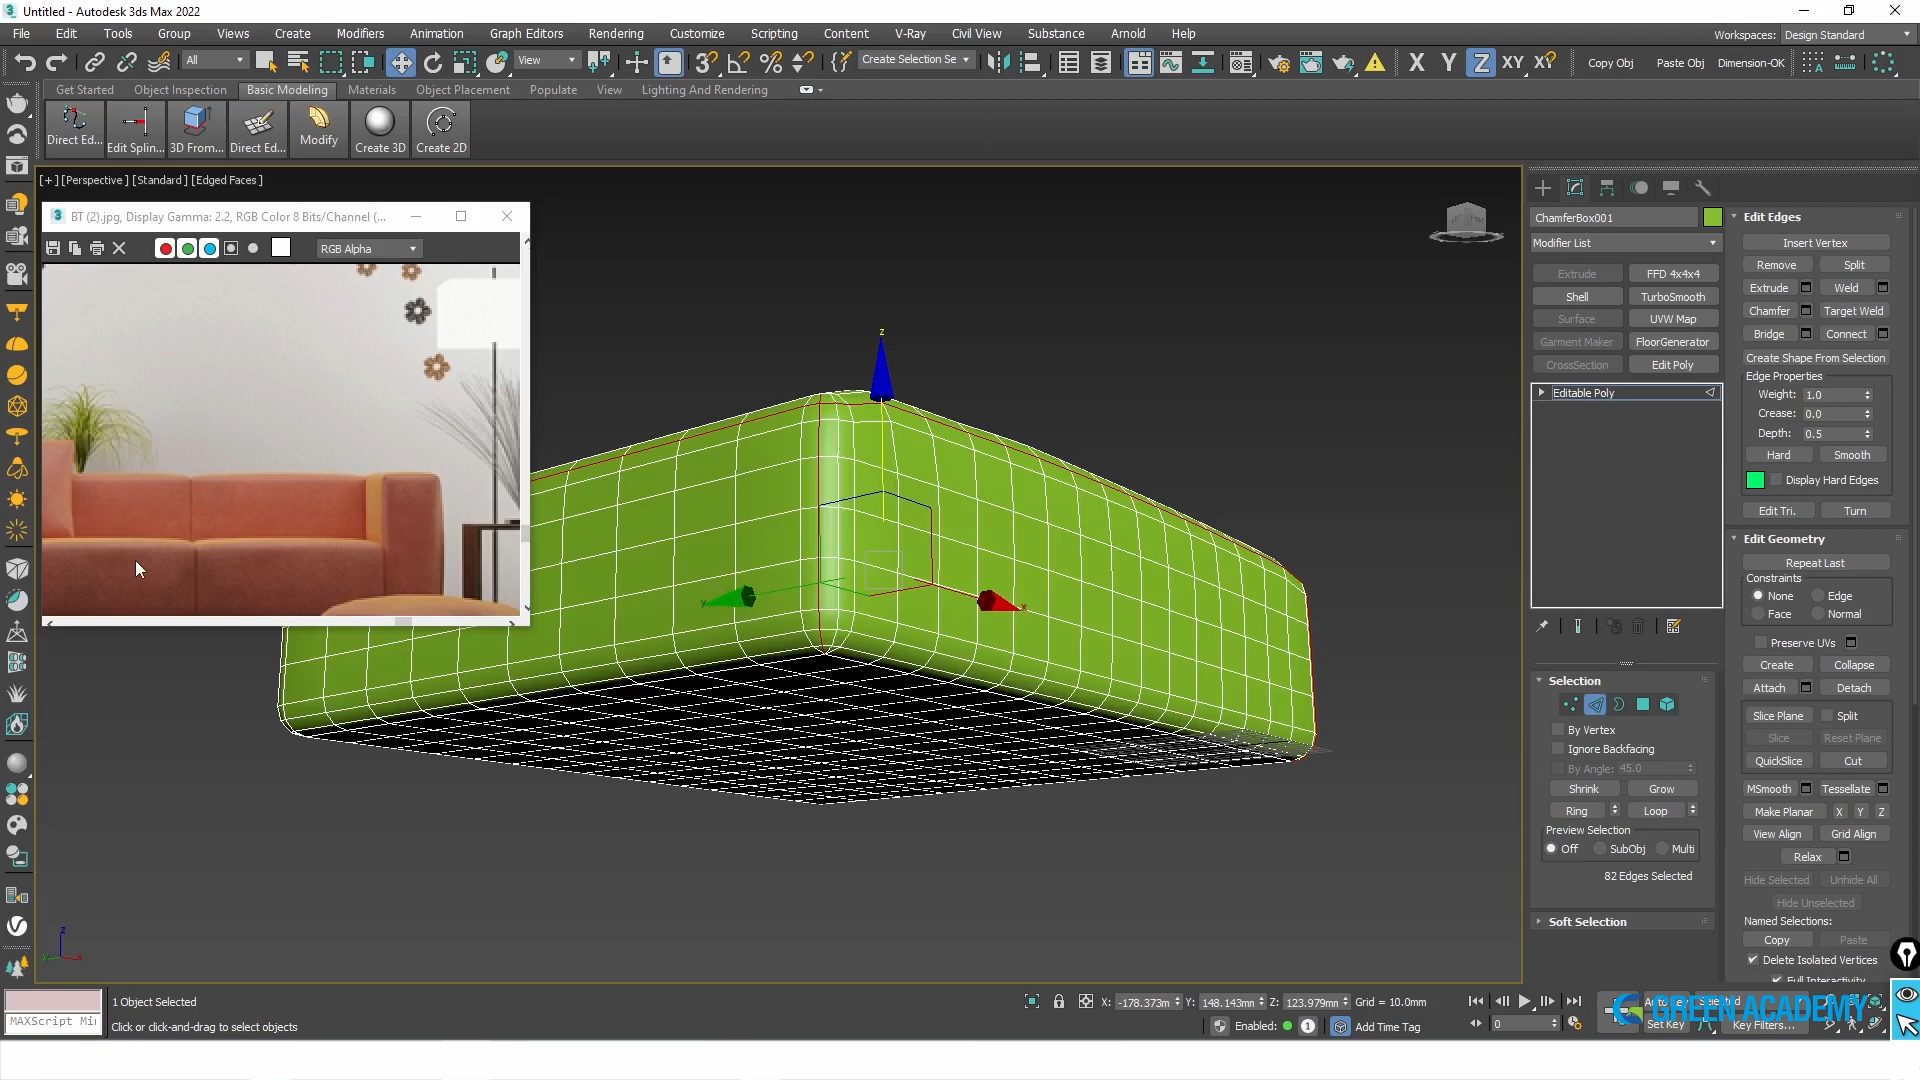 Untitled - Autodesk 3ds Max 2022
File Edit Tools Group Views Create Modifiers Animation Graph Editors Rendering Customize Scripting Content V-Ray Civil View Substance Arnold Help
Workspaces: Design Standard
All View Create Selection Se X Y Z XY Copy Obj Paste Obj Dimension-OK
Get Started Object Inspection Basic Modeling Materials Object Placement Populate View Lighting And Rendering
Direct Ed... Edit Splin... 3D From... Direct Ed... Modify Create 3D Create 2D
[+] [Perspective ] [Standard ] [Edged Faces ]
BT (2).jpg, Display Gamma: 2.2, RGB Color 8 Bits/Channel (...
RGB Alpha
z
y
x
ChamferBox001
Modifier List
Extrude FFD 4x4x4
Shell TurboSmooth
Surface UVW Map
Garment Maker FloorGenerator
CrossSection Edit Poly
Editable Poly
Selection
By Vertex
Ignore Backfacing
By Angle: 45.0
Shrink Grow
Ring Loop
Preview Selection
Off SubObj Multi
82 Edges Selected
Soft Selection
Edit Edges
Insert Vertex
Remove Split
Extrude Weld
Chamfer Target Weld
Bridge Connect
Create Shape From Selection
Edge Properties
Weight: 1.0
Crease: 0.0
Depth: 0.5
Hard Smooth
Display Hard Edges
Edit Tri. Turn
Edit Geometry
Repeat Last
Constraints
None Edge
Face Normal
Preserve UVs
Create Collapse
Attach Detach
Slice Plane Split
Slice Reset Plane
QuickSlice Cut
MSmooth Tessellate
Make Planar X Y Z
View Align Grid Align
Relax
Hide Selected Unhide All
Hide Unselected
Named Selections:
Copy Paste
Delete Isolated Vertices
Full Interactivity
1 Object Selected
X: -178.373m Y: 148.143mm Z: 123.979mm Grid = 10.0mm
MAXScript Mi
Click or click-and-drag to select objects
Enabled: 1 Add Time Tag
0
Set Key Key Filters...
GREEN ACADEMY